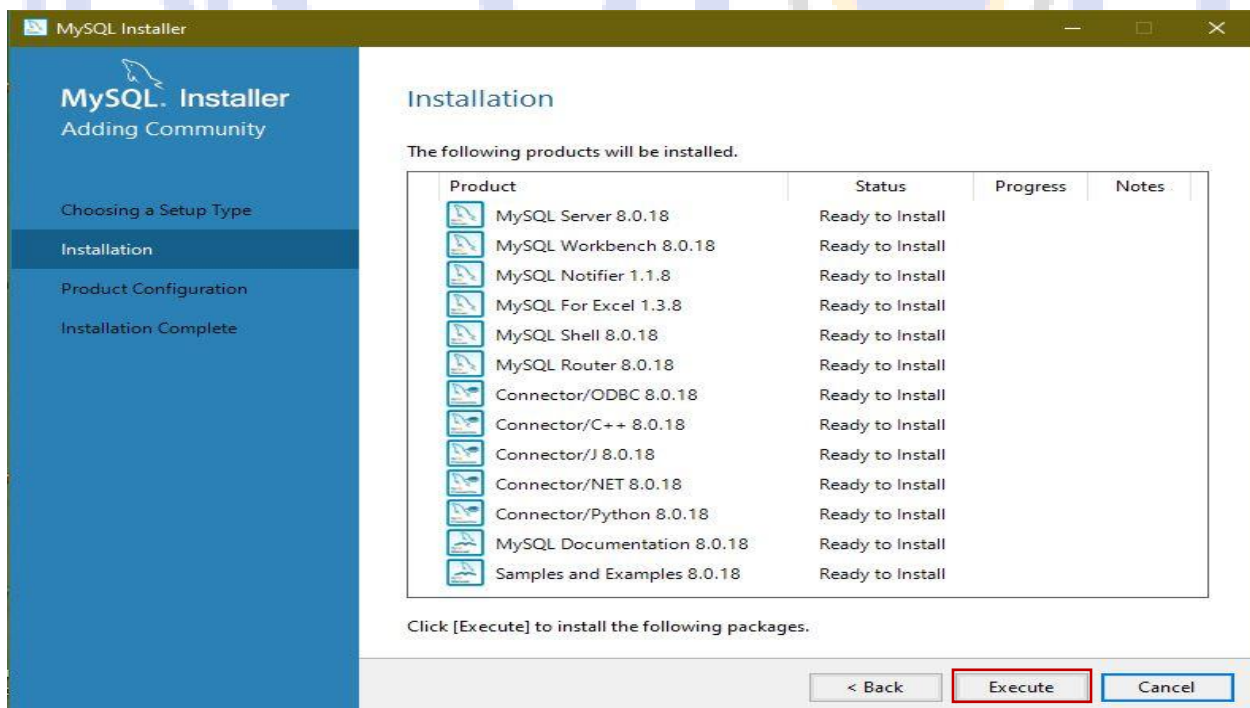 MySQL Installer
MySQL. Installer
Adding Community
Choosing a Setup Type
Installation
Product Configuration
Installation Complete
Installation
The following products will be installed.
Product Status Progress Notes
MySQL Server 8.0.18 Ready to Install
MySQL Workbench 8.0.18 Ready to Install
MySQL Notifier 1.1.8 Ready to Install
MySQL For Excel 1.3.8 Ready to Install
MySQL Shell 8.0.18 Ready to Install
MySQL Router 8.0.18 Ready to Install
Connector/ODBC 8.0.18 Ready to Install
Connector/C++ 8.0.18 Ready to Install
Connector/J 8.0.18 Ready to Install
Connector/NET 8.0.18 Ready to Install
Connector/Python 8.0.18 Ready to Install
MySQL Documentation 8.0.18 Ready to Install
Samples and Examples 8.0.18 Ready to Install
Click [Execute] to install the following packages.
< Back Execute Cancel